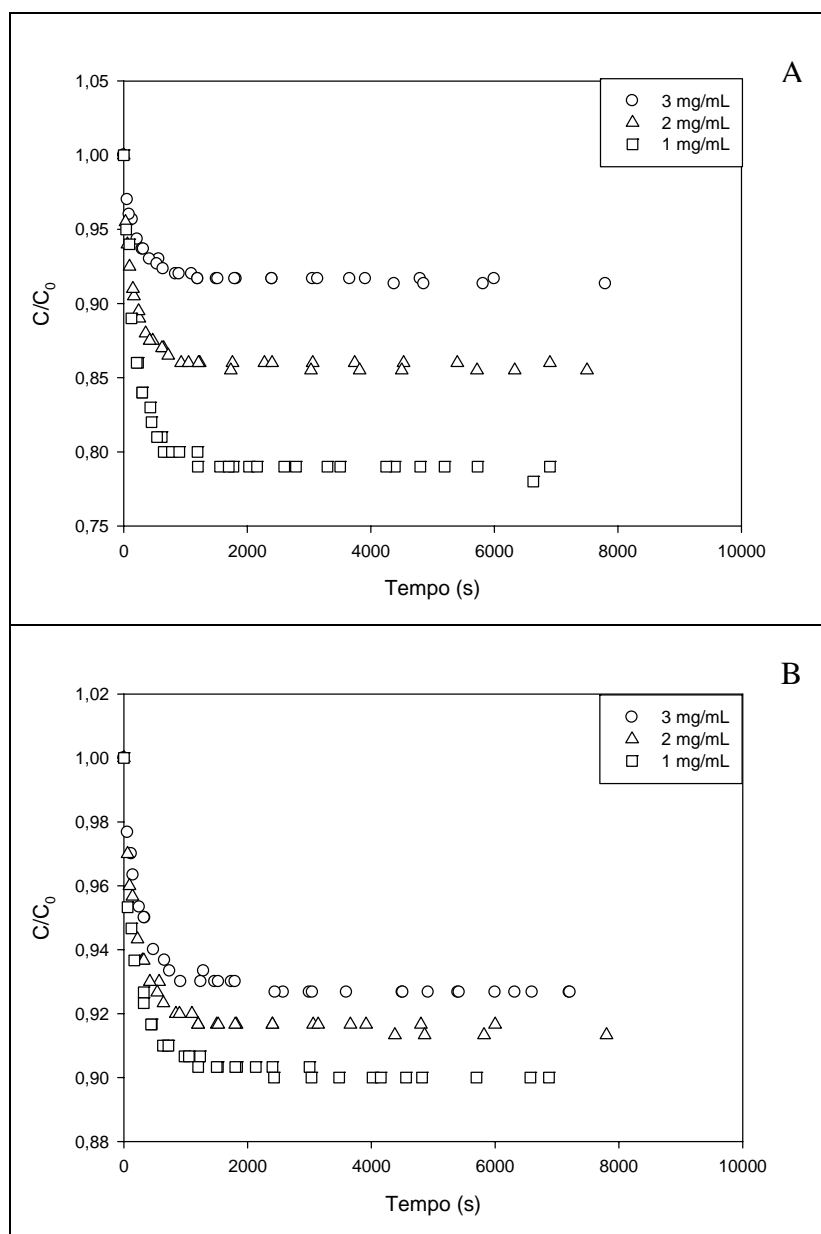 A
1,05
1,00
0,95
0,90
0,85
0,80
0,75
C/C0
3 mg/mL
2 mg/mL
1 mg/mL
0 2000 4000 6000 8000 10000
Tempo (s)
B
1,02
1,00
0,98
0,96
0,94
0,92
0,90
0,88
C/C0
3 mg/mL
2 mg/mL
1 mg/mL
0 2000 4000 6000 8000 10000
Tempo (s)